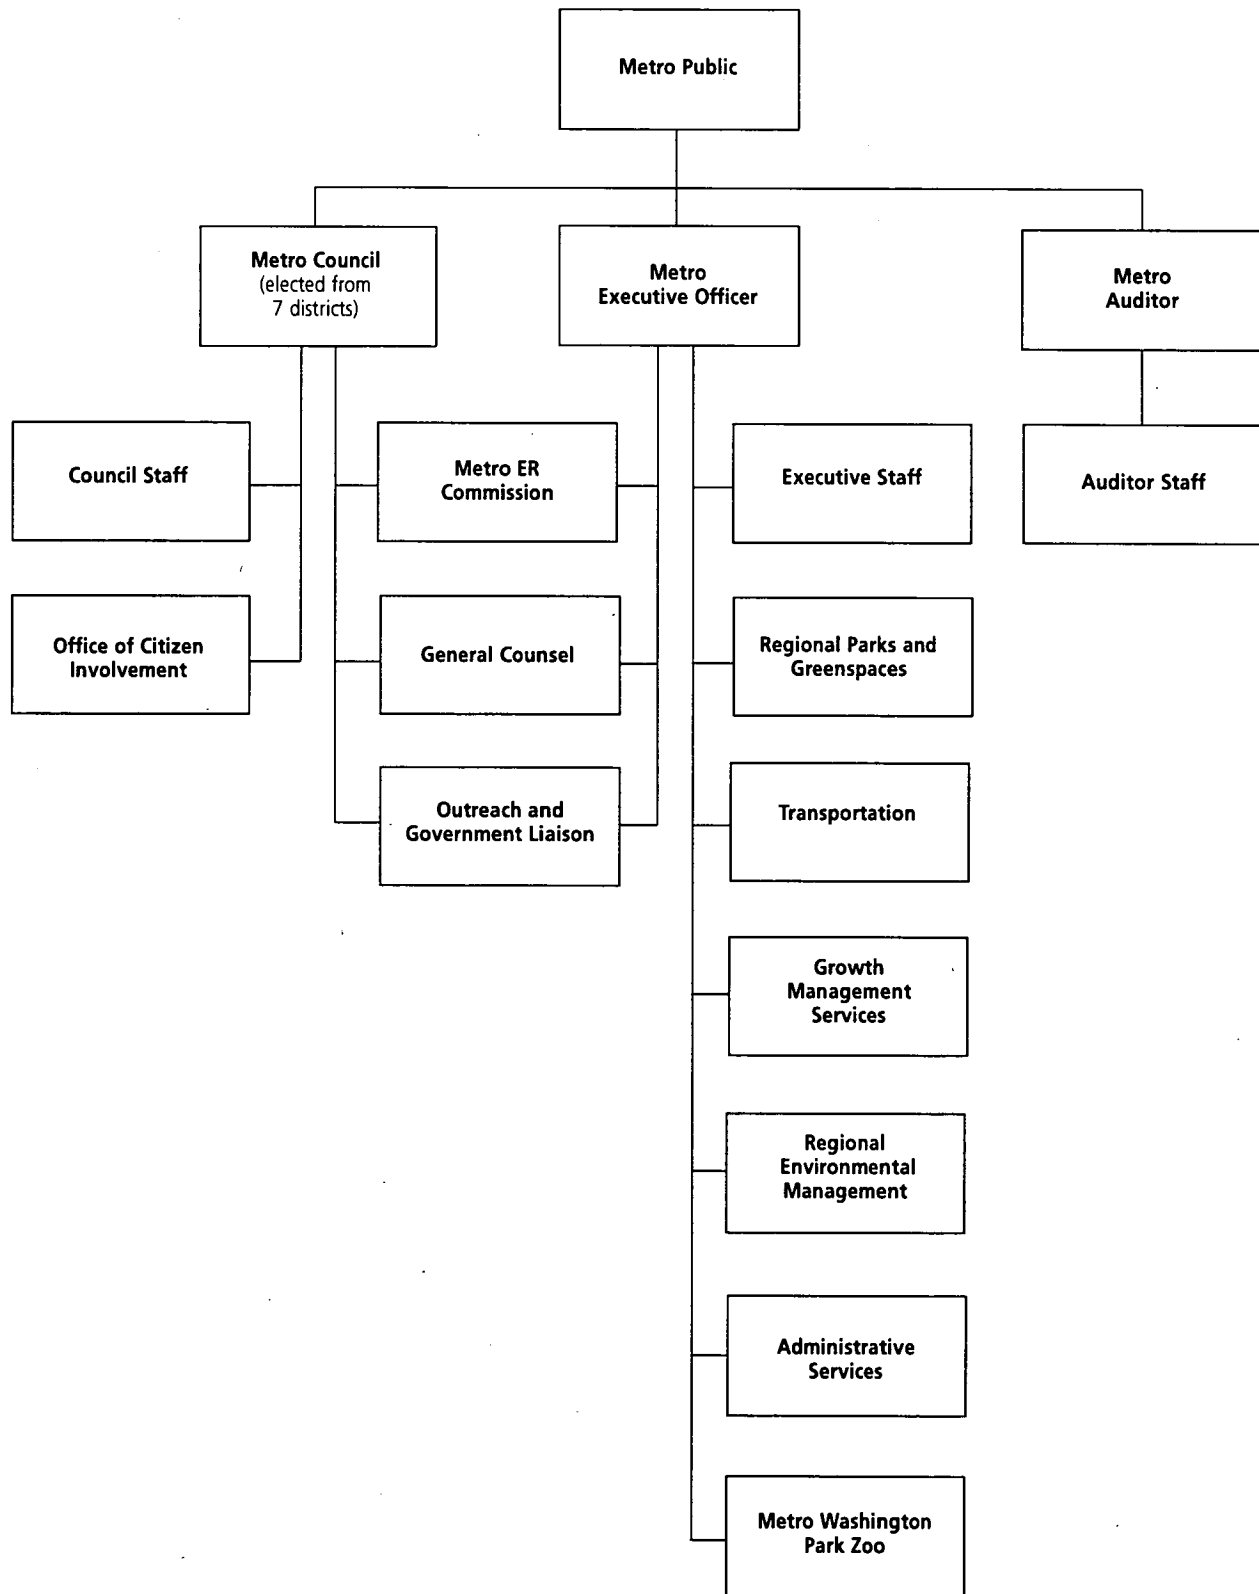 Metro Public
Metro Council
(elected from
7 districts)
Metro
Executive Officer
Metro
Auditor
Council Staff
Metro ER
Commission
Executive Staff
Auditor Staff
Office of Citizen
Involvement
General Counsel
Regional Parks and
Greenspaces
Outreach and
Government Liaison
Transportation
Growth
Management
Services
Regional
Environmental
Management
Administrative
Services
Metro Washington
Park Zoo